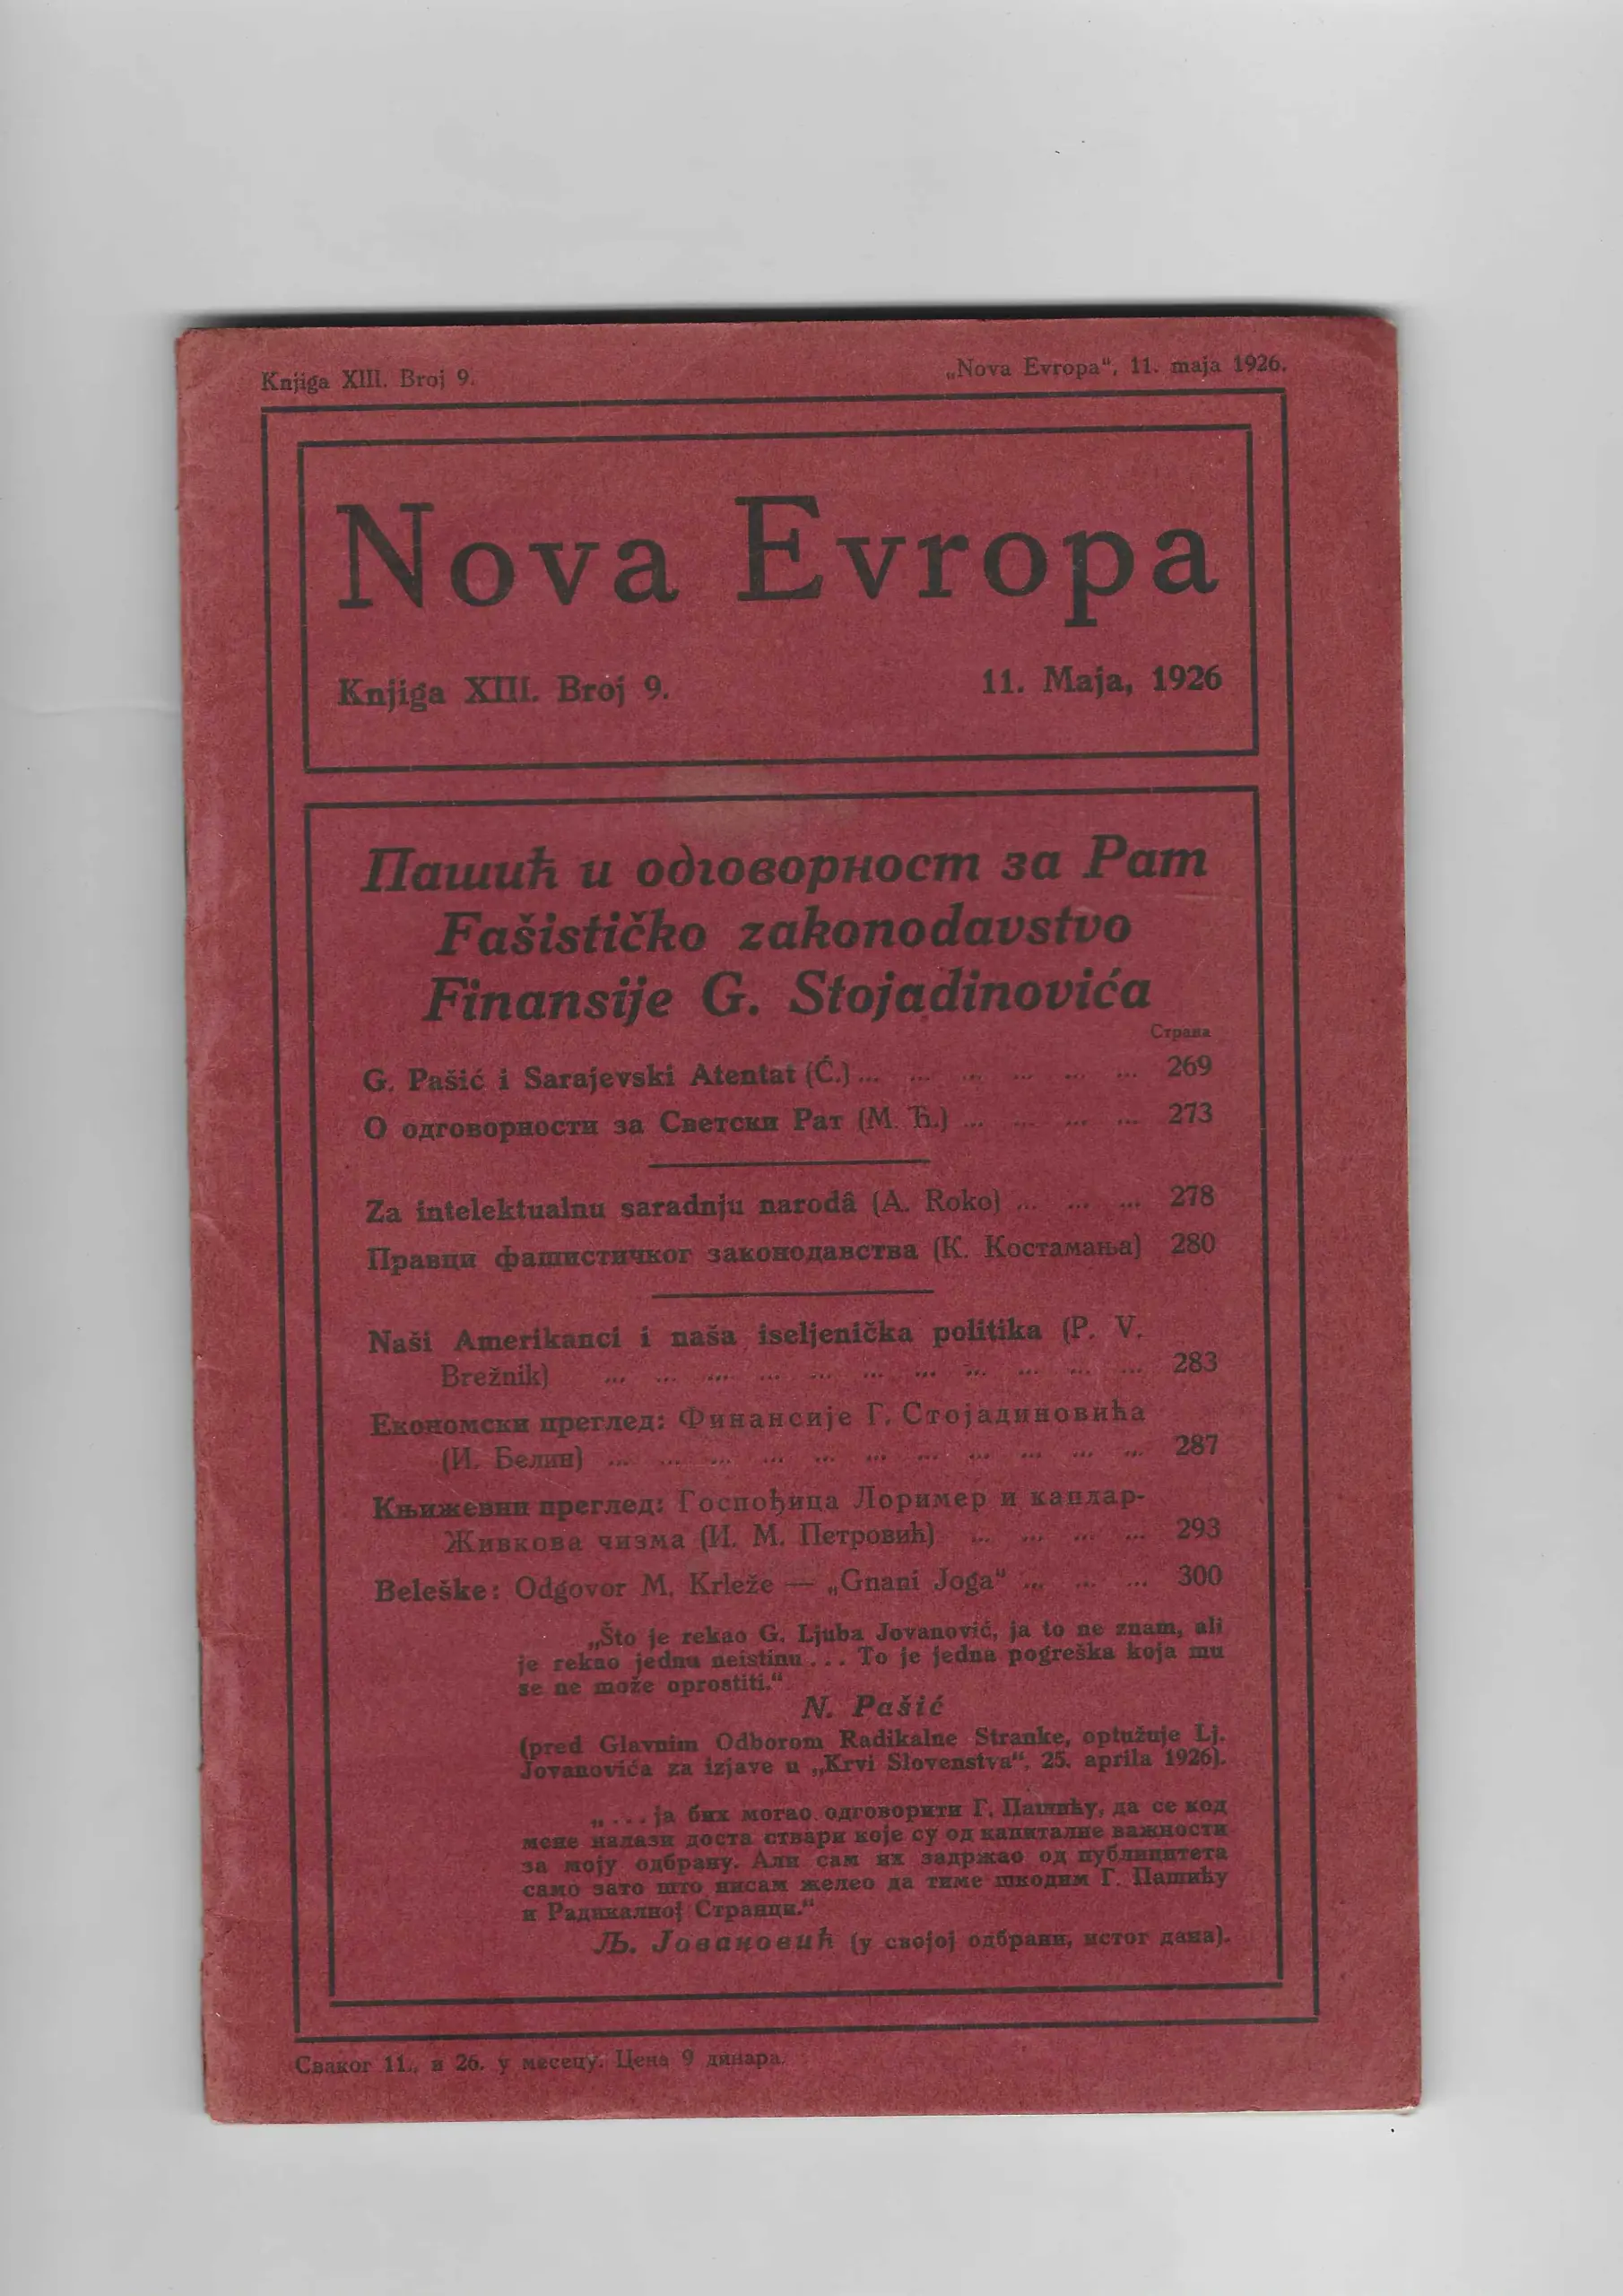 Knjiga XIII. Broj 9.
„Nova Evropa“, 11. maja 1926.
Nova Evropa
Knjiga XIII. Broj 9.
11. Maja, 1926
Пашић и одговорност за Рат
Fašističko zakonodavstvo
Finansije G. Stojadinovića
Страна
G. Pašić i Sarajevski Atentat (Ć.) ... ... ... ... ... ... 269
О одговорности за Светски Рат (М. Ћ.) ... ... ... ... 273
Za intelektualnu saradnju narodâ (A. Roko) ... ... ... 278
Правци фашистичког законодавства (К. Костамања) 280
Naši Amerikanci i naša iseljenička politika (P. V.
Brežnik) ... ... ... ... ... ... ... ... ... ... ... 283
Економски преглед: Финансије Г. Стојадиновића
(И. Белин) ... ... ... ... ... ... ... ... ... ... ... 287
Књижевни преглед: Госпођица Лоример и каплар-
Живкова чизма (И. М. Петровић) ... ... ... ... 293
Beleške: Odgovor M. Krleže — „Gnani Joga“ ... ... ... 300
„Što je rekao G. Ljuba Jovanović, ja to ne znam, ali
je rekao jednu neistinu ... To je jedna pogreška koja mu
se ne može oprostiti.“
N. Pašić
(pred Glavnim Odborom Radikalne Stranke, optužuje Lj.
Jovanovića za izjave u „Krvi Slovenstva“, 25. aprila 1926).
„ ... ја бих могао одговорити Г. Пашићу, да се код
мене налази доста ствари које су од капиталне важности
за моју одбрану. Али сам их задржао од публицитета
само зато што нисам желео да тиме шкодим Г. Пашићу
и Радикалној Странци.“
Љ. Јовановић (у својој одбрани, истог дана).
Сваког 11., и 26. у месецу. Цена 9 динара.